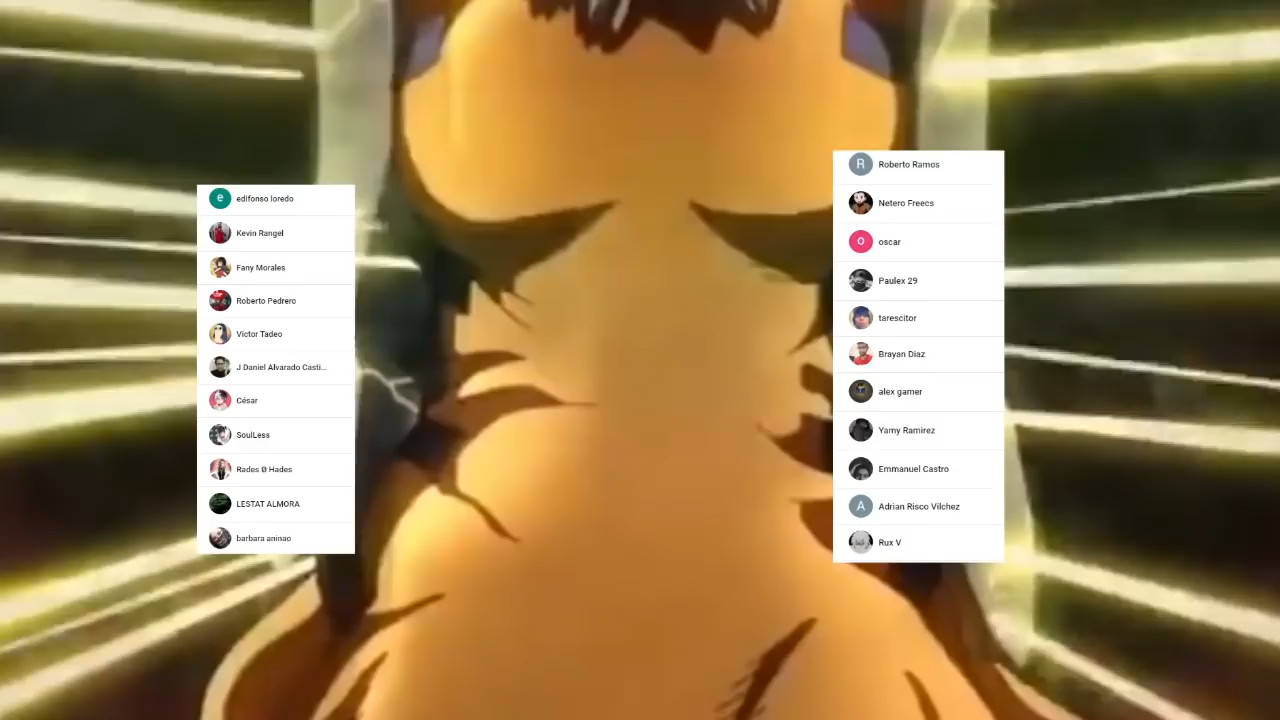 e
edifonso loredo
Kevin Rangel
Fany Morales
Roberto Pedrero
Victor Tadeo
J Daniel Alvarado Casti...
César
SoulLess
Rades Ø Hades
LESTAT ALMORA
barbara aninao
R
Roberto Ramos
Netero Freecs
O
oscar
Paulex 29
tarescitor
Brayan Diaz
alex gamer
Yamy Ramirez
Emmanuel Castro
A
Adrian Risco Vilchez
Rux V